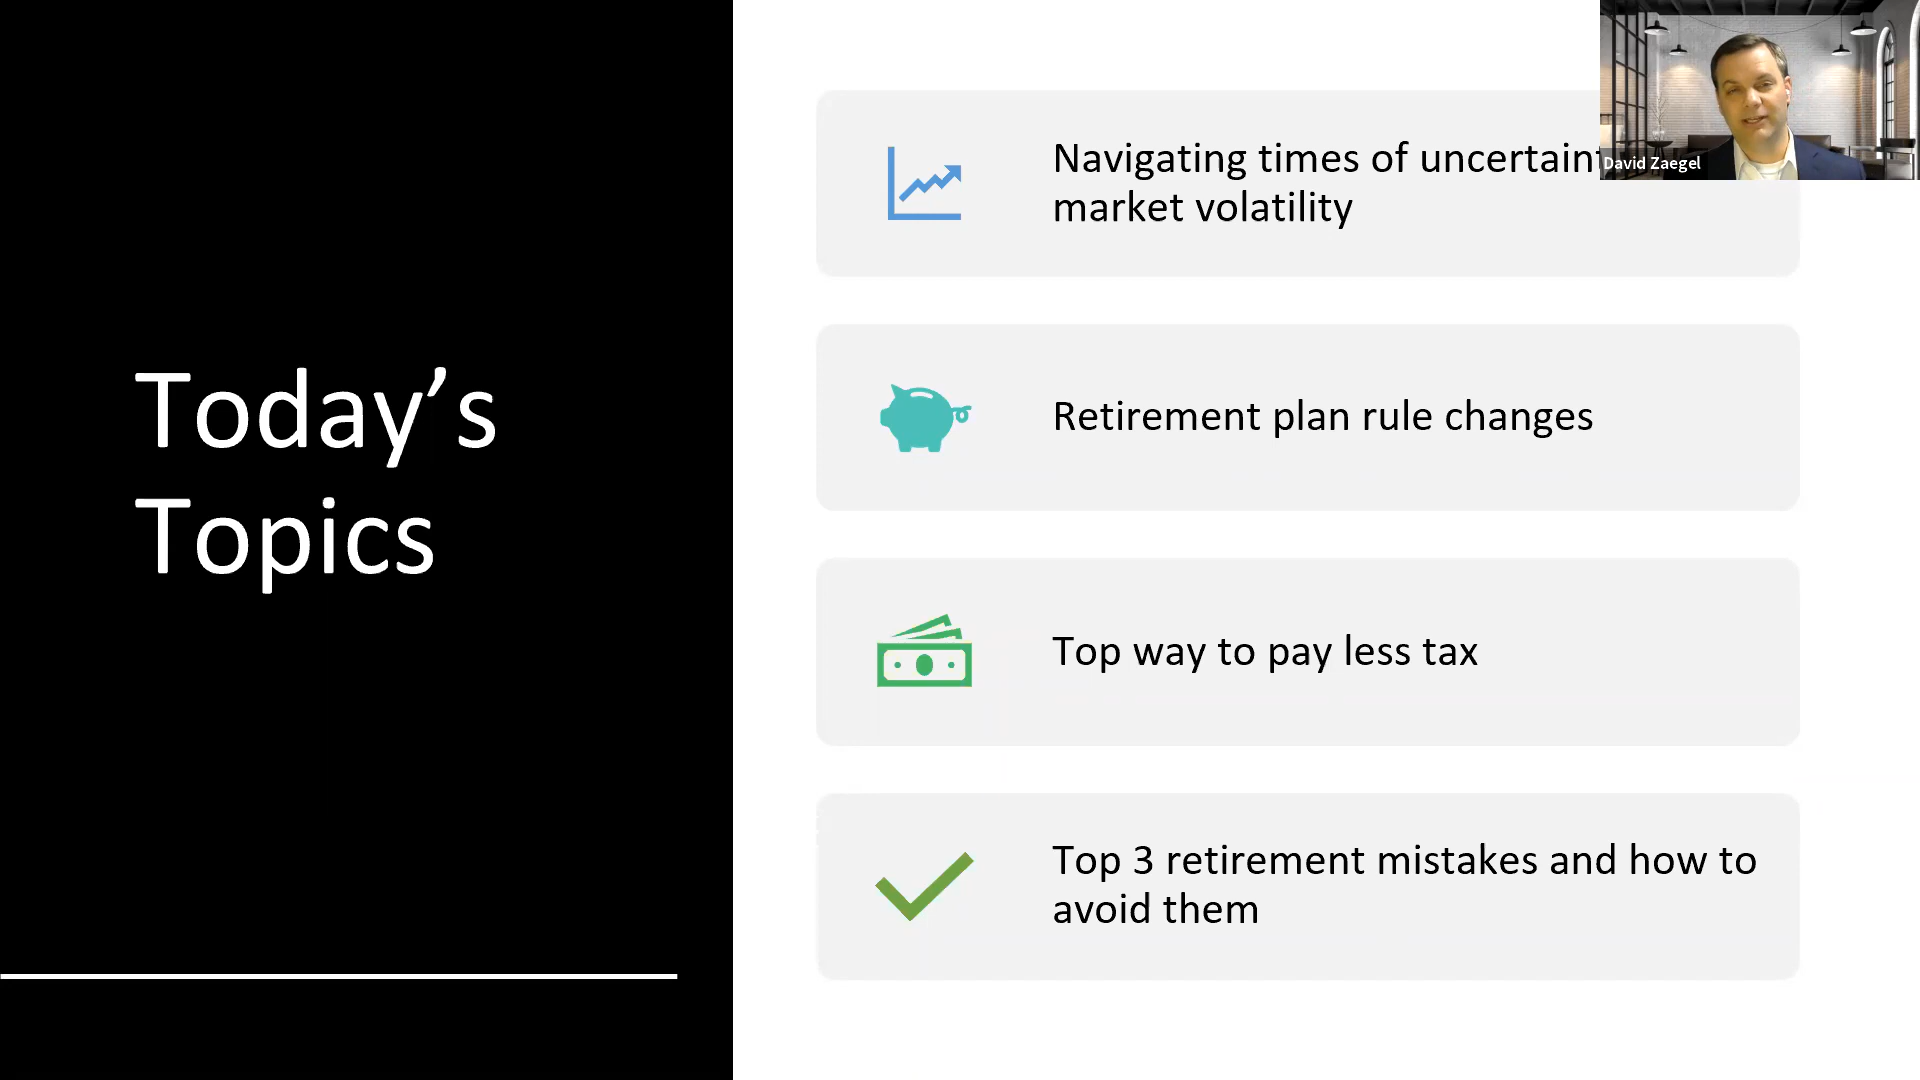 Today’s
Topics
Navigating times of
market volatility
Retirement plan rule changes
Top way to pay less tax
Top 3 retirement mistakes and how to
avoid them
David Zaegel